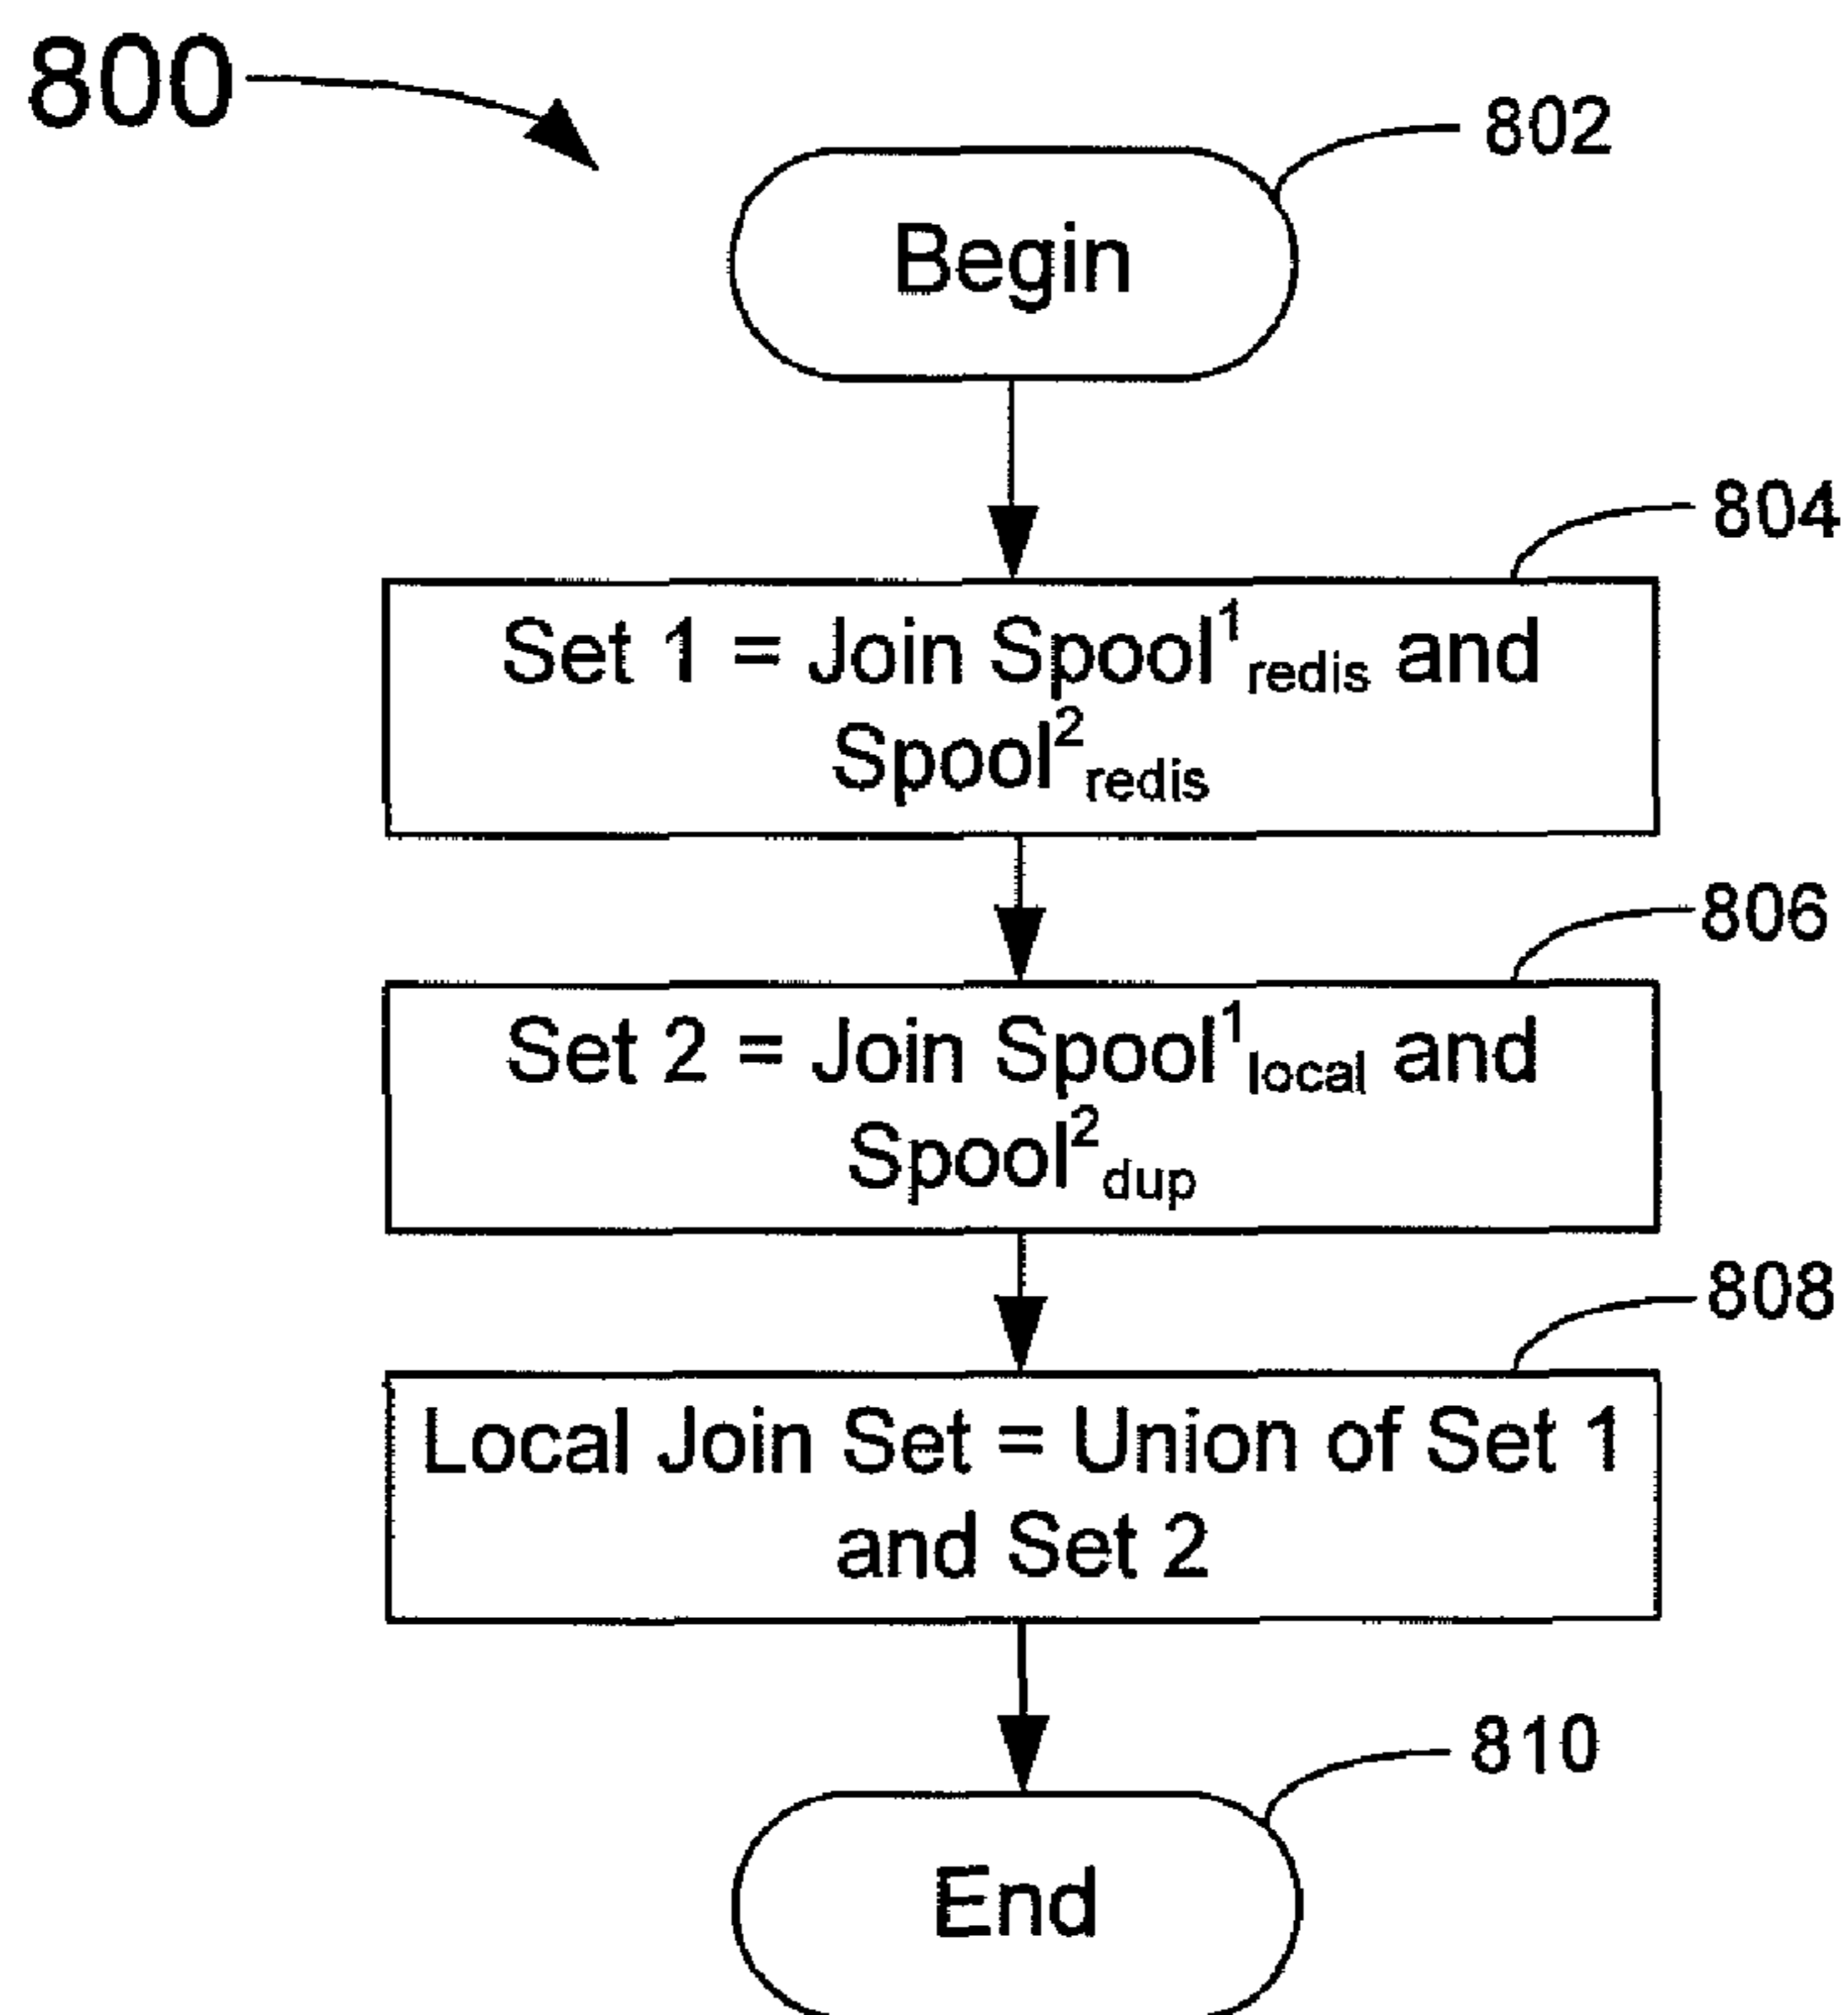 800
802
Begin
804
Set 1 = Join Spool¹redis and
Spool²redis
806
Set 2 = Join Spool¹local and
Spool²dup
808
Local Join Set = Union of Set 1
and Set 2
810
End